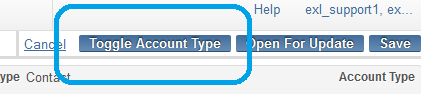 Help exl_support1, ex...
Cancel Toggle Account Type Open For Update Save
ype Contact Account Type